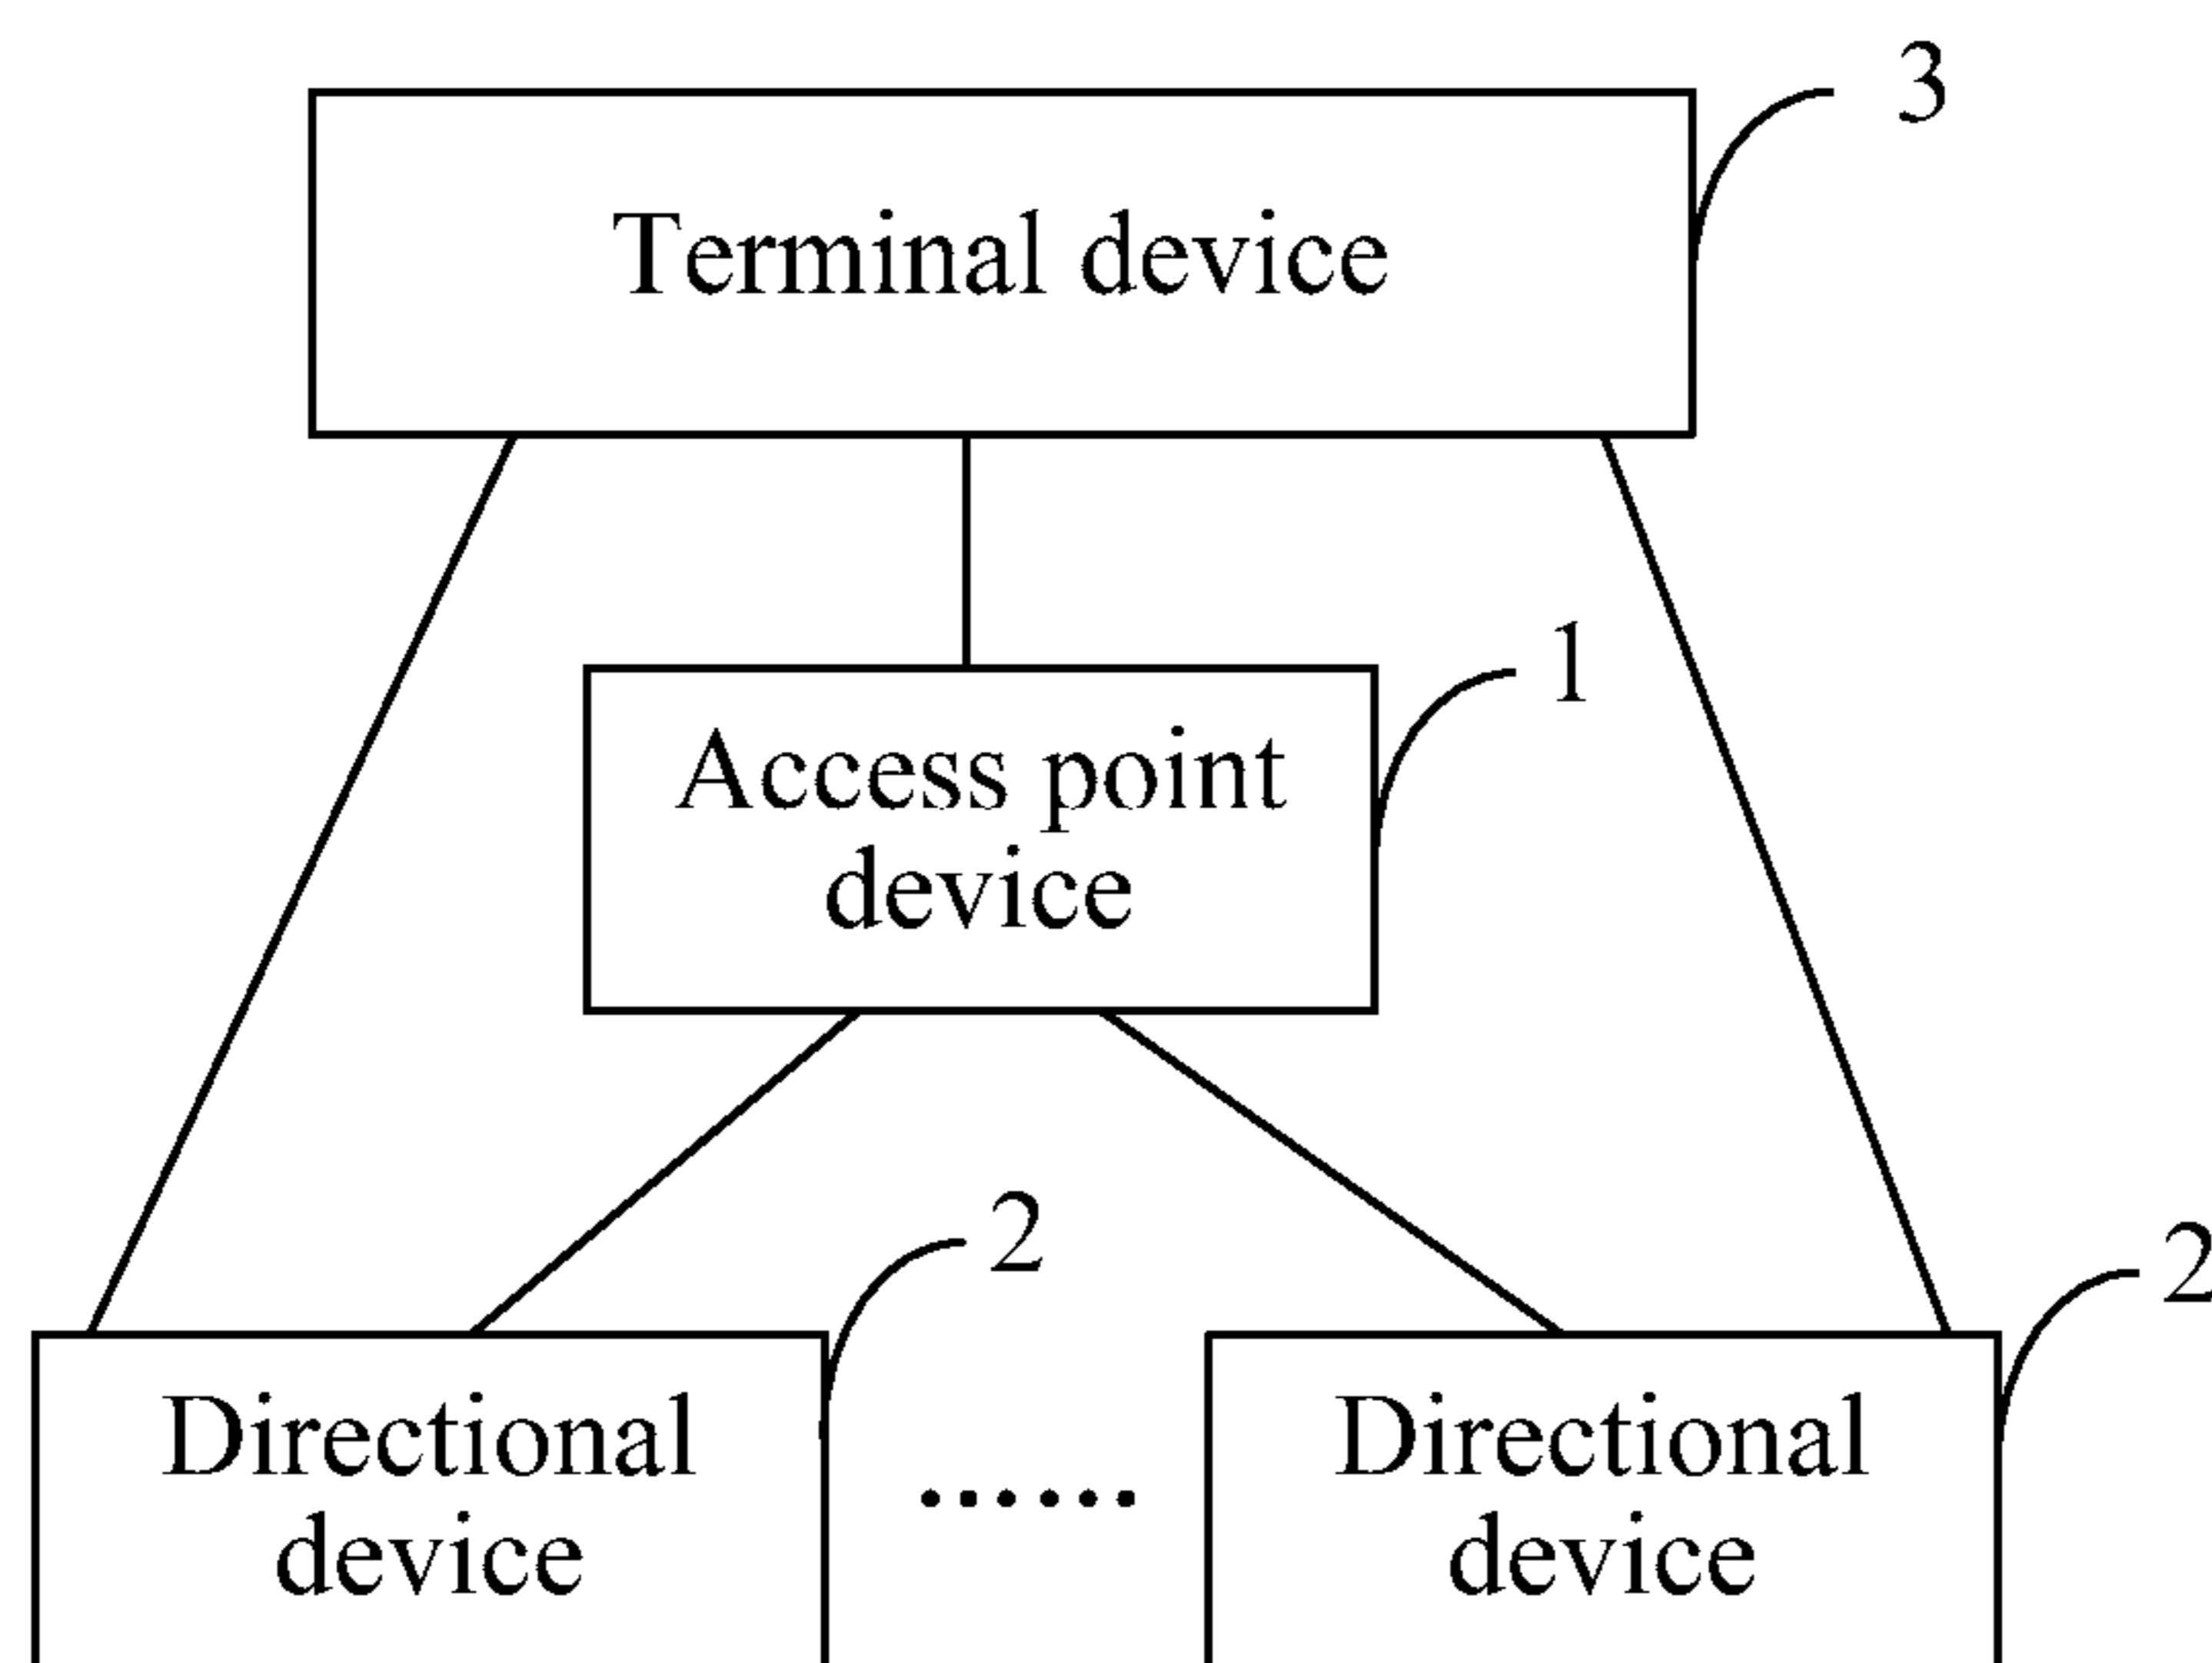 3
Terminal device
1
Access point
device
2
2
Directional
device
......
Directional
device